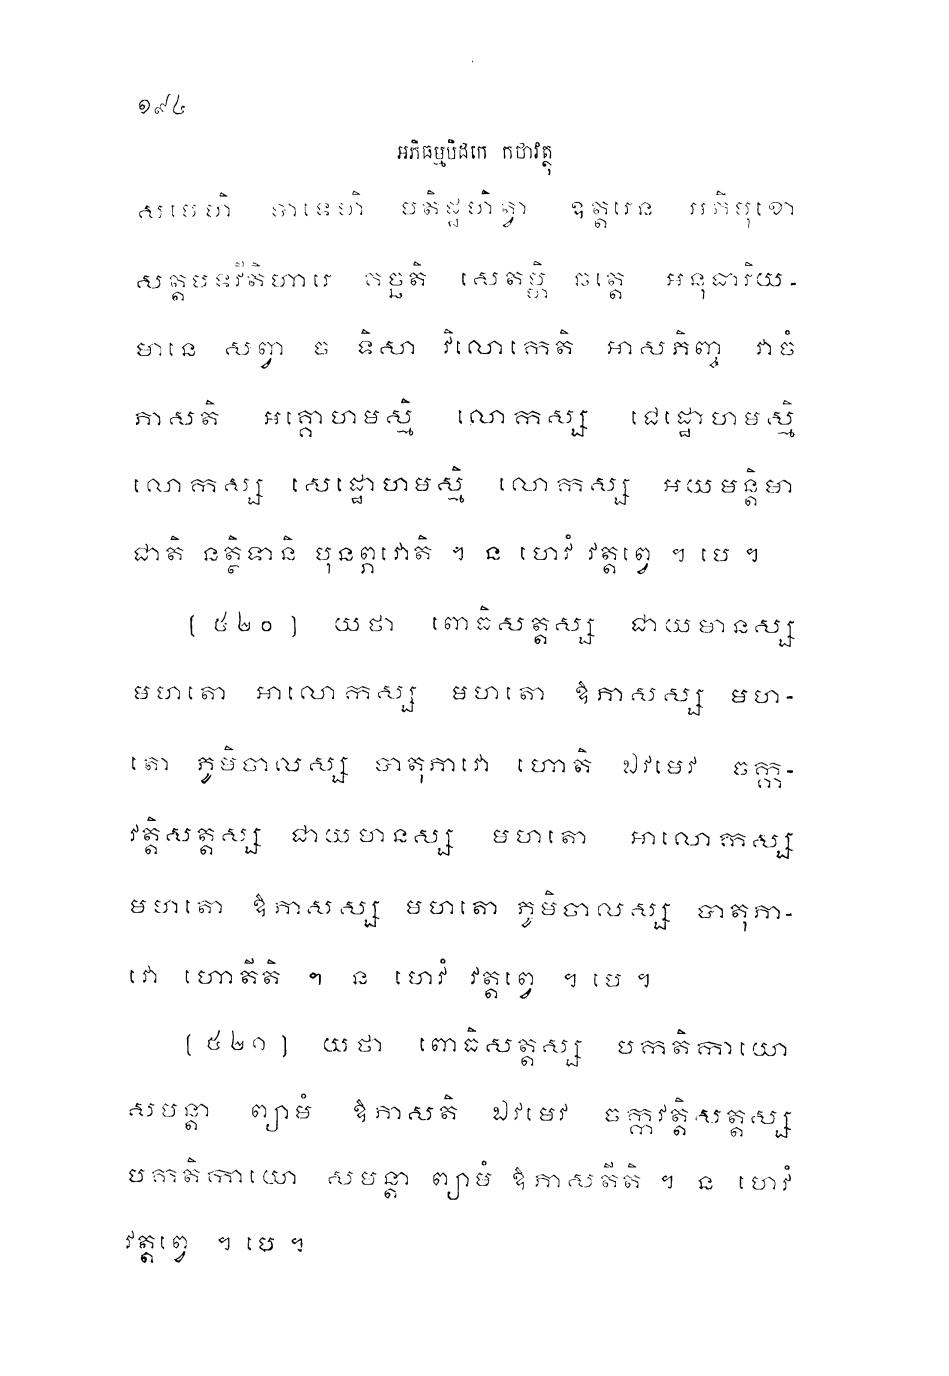 ១៩៤
អភិធម្មបិដកេ កថាវត្ថុ
សមេហិ បាទេហិ បតិដ្ឋហិត្វា ឧត្តរេន អភិមុខោ
សត្តបទវីតិហារេ គច្ឆតិ សេតម្ហិ ឆត្តេ អនុធារិយ-
មានេ សព្វា ច ទិសា វិលោកេតិ អាសភិញ្ច វាចំ
ភាសតិ អគ្គោហមស្មិ លោកស្ស ជេដ្ឋោហមស្មិ
លោកស្ស សេដ្ឋោហមស្មិ លោកស្ស អយមន្តិមា
ជាតិ នត្ថិទានិ បុនព្ភវោតិ ។ ន ហេវំ វត្តព្វេ ។ បេ ។
(៥២០) យថា ពោធិសត្តស្ស ជាយមានស្ស
មហតោ អាលោកស្ស មហតោ ឱភាសស្ស មហ-
តោ ភូមិចាលស្ស បាតុភាវោ ហោតិ ឯវមេវ ចក្ក-
វត្តិសត្តស្ស ជាយមានស្ស មហតោ អាលោកស្ស
មហតោ ឱភាសស្ស មហតោ ភូមិចាលស្ស បាតុភា-
វោ ហោតីតិ ។ ន ហេវំ វត្តព្វេ ។ បេ ។
(៥២១) យថា ពោធិសត្តស្ស បកតិកាយោ
សមន្តា ព្យាមំ ឱភាសតិ ឯវមេវ ចក្កវត្តិសត្តស្ស
បកតិកាយោ សមន្តា ព្យាមំ ឱភាសតីតិ ។ ន ហេវំ
វត្តព្វេ ។ បេ ។